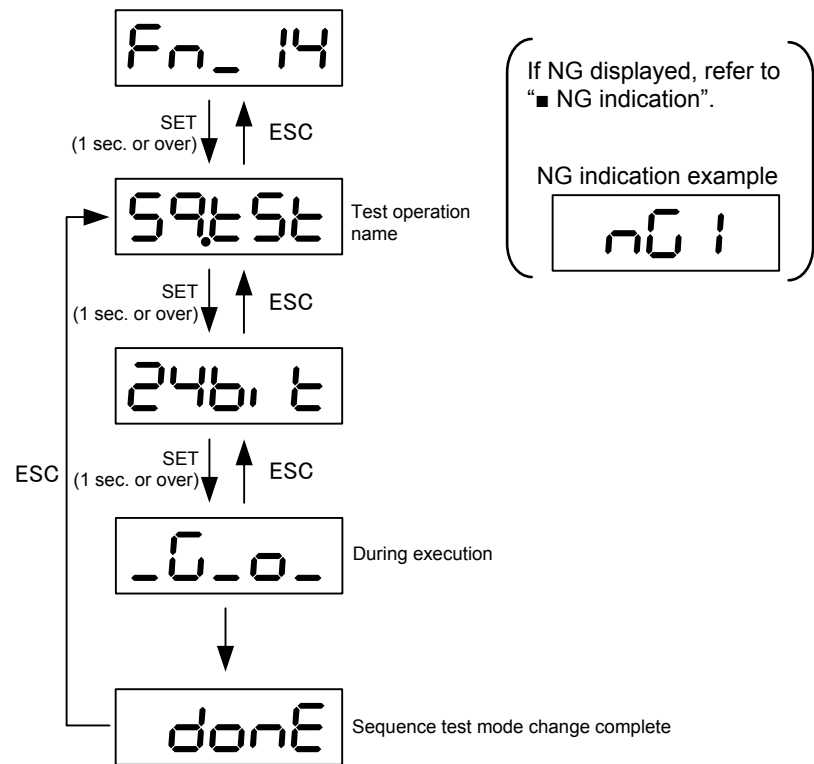 Fn_ 14
SET
(1 sec. or over)
ESC
Sq.tSt
Test operation
name
SET
(1 sec. or over)
ESC
24bit
SET
(1 sec. or over)
ESC
ESC
_G_o_
During execution
donE
Sequence test mode change complete
If NG displayed, refer to
“■ NG indication”.
NG indication example
nG1